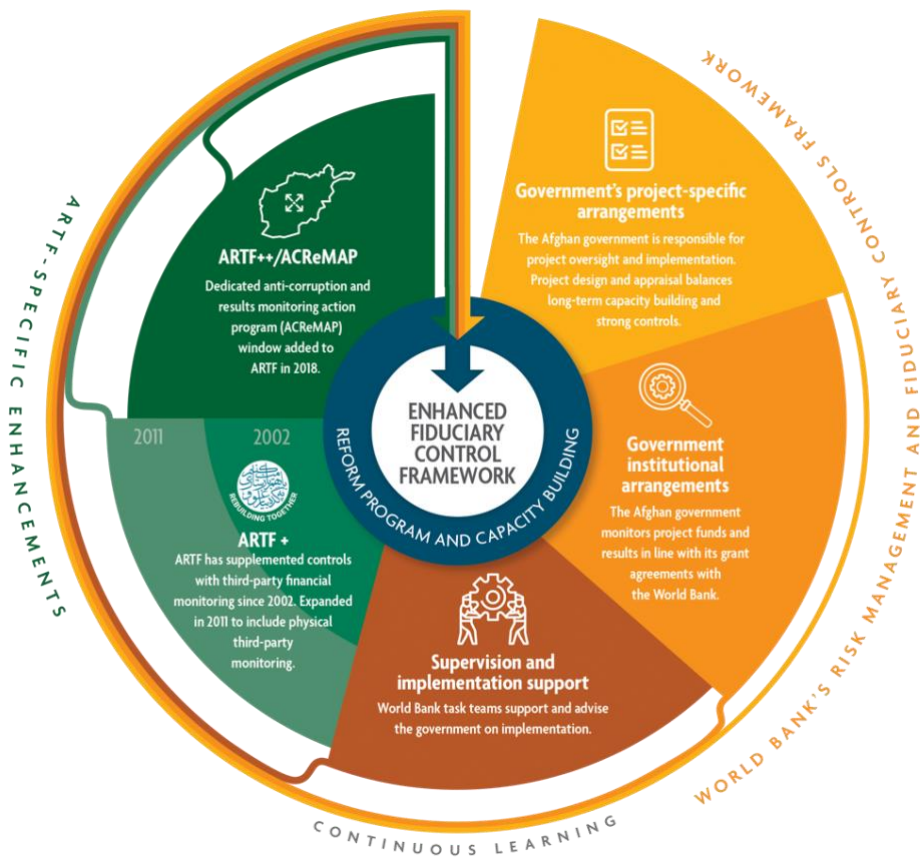 WORLD BANK'S RISK MANAGEMENT AND FIDUCIARY CONTROLS FRAMEWORK
Government's project-specific
arrangements
The Afghan government is responsible for
project oversight and implementation.
Project design and appraisal balances
long-term capacity building and
strong controls.
Government
institutional
arrangements
The Afghan government
monitors project funds and
results in line with its grant
agreements with
the World Bank.
Supervision and
implementation support
World Bank task teams support and advise
the government on implementation.
CONTINUOUS LEARNING
ARTF-SPECIFIC ENHANCEMENTS
2011
2002
REBUILDING TOGETHER
ARTF +
ARTF has supplemented controls
with third-party financial
monitoring since 2002. Expanded
in 2011 to include physical
third-party
monitoring.
ARTF++/ACReMAP
Dedicated anti-corruption and
results monitoring action
program (ACReMAP)
window added to
ARTF in 2018.
ENHANCED
FIDUCIARY
CONTROL
FRAMEWORK
REFORM PROGRAM AND CAPACITY BUILDING